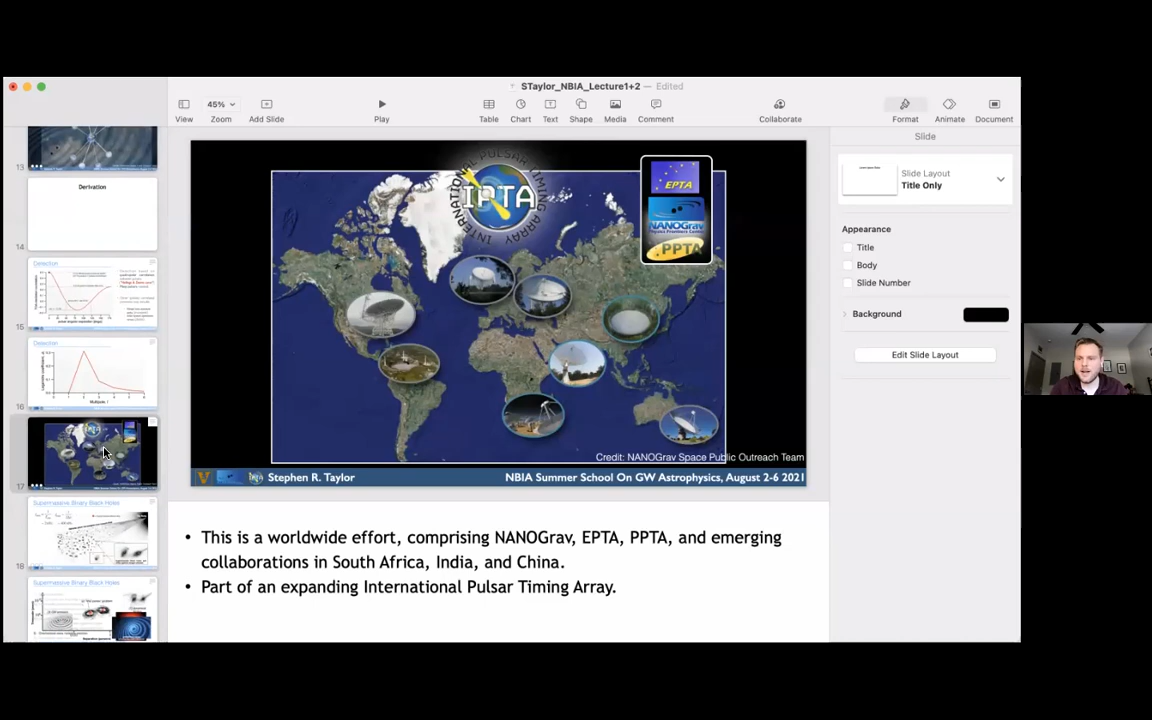 STaylor_NBIA_Lecture1+2 — Edited
45%
View
Zoom
Add Slide
Play
Table
Chart
Text
Shape
Media
Comment
Collaborate
Format
Animate
Document
13
Derivation
14
Detection
15
Detection
16
17
Supermassive Binary Black Holes
18
Supermassive Binary Black Holes
INTERNATIONAL PULSAR TIMING ARRAY
IPTA
EPTA
NANOGrav
Physics Frontiers Center
PPTA
Credit: NANOGrav Space Public Outreach Team
Stephen R. Taylor
NBIA Summer School On GW Astrophysics, August 2-6 2021
• This is a worldwide effort, comprising NANOGrav, EPTA, PPTA, and emerging
collaborations in South Africa, India, and China.
• Part of an expanding International Pulsar Timing Array.
Slide
Slide Layout
Title Only
Appearance
Title
Body
Slide Number
Background
Edit Slide Layout